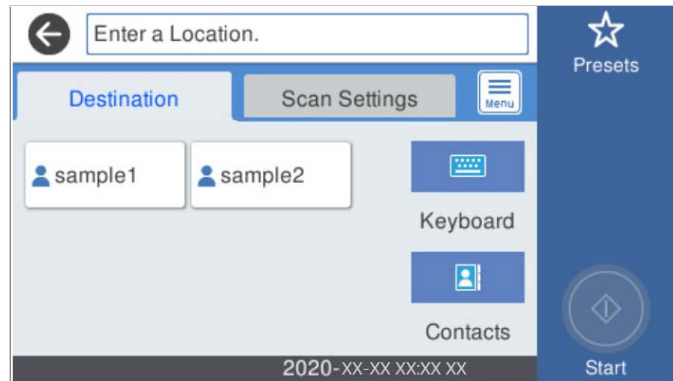 Enter a Location.
Presets
Destination
Scan Settings
Menu
sample1
sample2
Keyboard
Contacts
2020-XX-XX XX:XX XX
Start